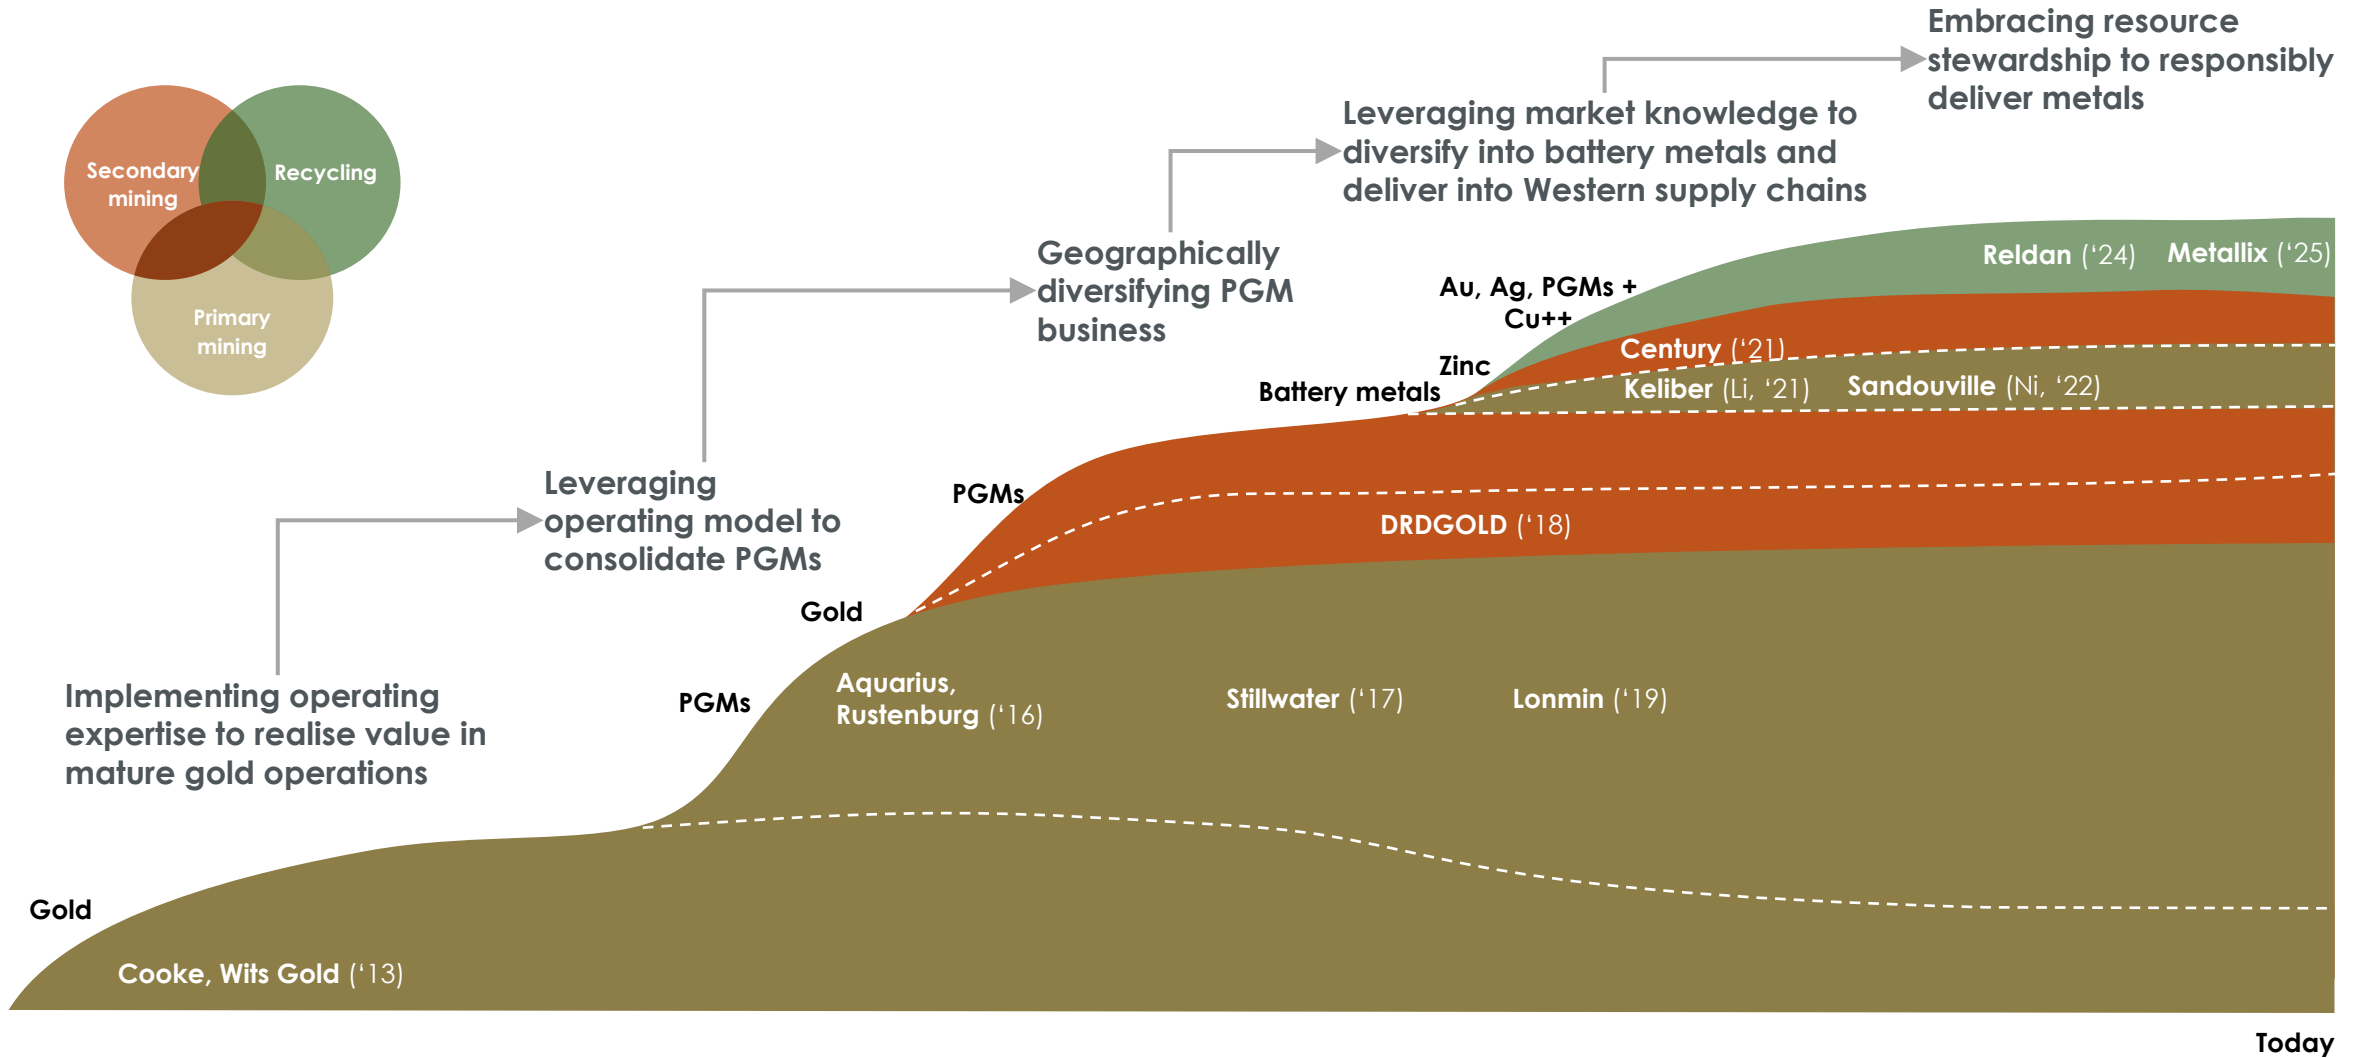 Embracing resource
stewardship to responsibly
deliver metals
Leveraging market knowledge to
diversify into battery metals and
deliver into Western supply chains
Secondary
mining
Recycling
Primary
mining
Geographically
diversifying PGM
business
Reldan (‘24)
Metallix (‘25)
Au, Ag, PGMs +
Cu++
Century (‘21)
Zinc
Battery metals
Keliber (Li, ‘21)
Sandouville (Ni, ‘22)
Leveraging
operating model to
consolidate PGMs
PGMs
DRDGOLD (‘18)
Gold
Implementing operating
expertise to realise value in
mature gold operations
PGMs
Aquarius,
Rustenburg (‘16)
Stillwater (‘17)
Lonmin (‘19)
Gold
Cooke, Wits Gold (‘13)
Today